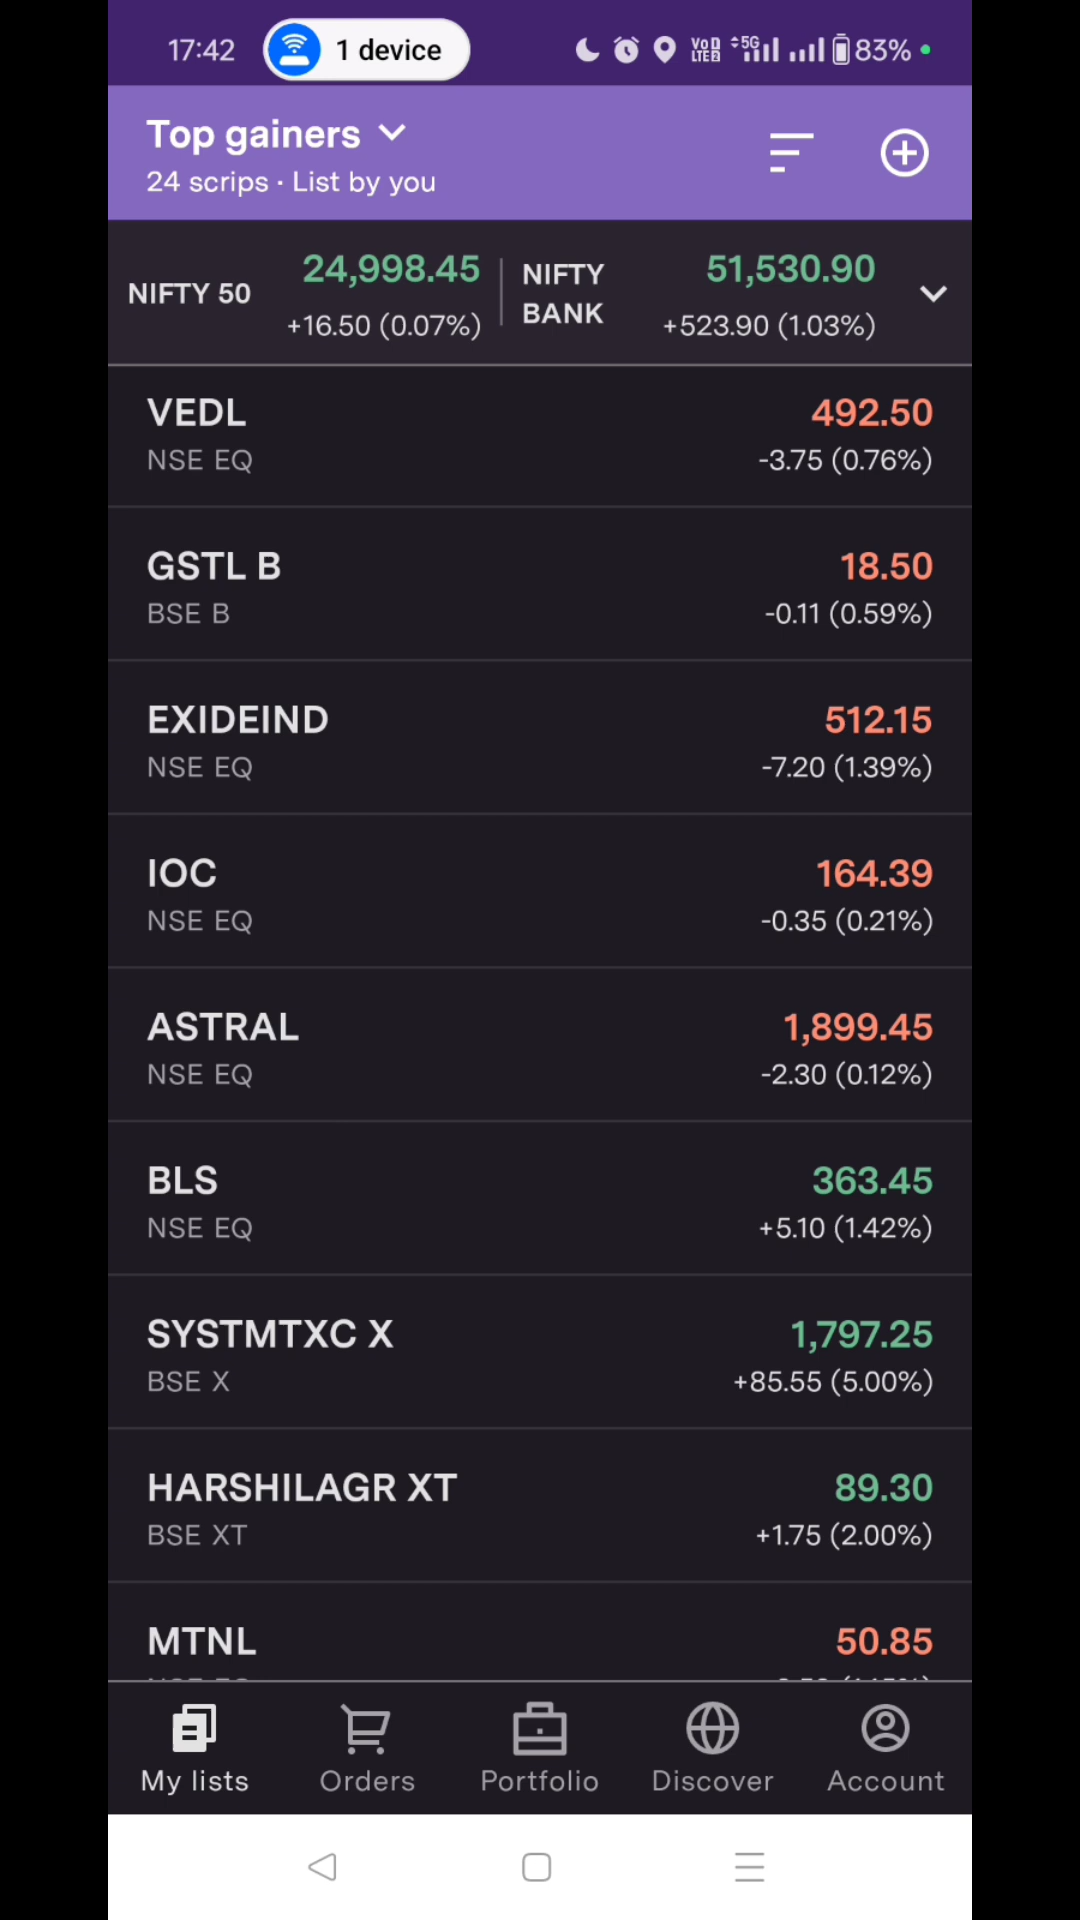 17:42
1 device
5G
83%
Top gainers
24 scrips · List by you
NIFTY 50
24,998.45
+16.50 (0.07%)
NIFTY BANK
51,530.90
+523.90 (1.03%)
VEDL
492.50
NSE EQ
-3.75 (0.76%)
GSTL B
18.50
BSE B
-0.11 (0.59%)
EXIDEIND
512.15
NSE EQ
-7.20 (1.39%)
IOC
164.39
NSE EQ
-0.35 (0.21%)
ASTRAL
1,899.45
NSE EQ
-2.30 (0.12%)
BLS
363.45
NSE EQ
+5.10 (1.42%)
SYSTMTXC X
1,797.25
BSE X
+85.55 (5.00%)
HARSHILAGR XT
89.30
BSE XT
+1.75 (2.00%)
MTNL
50.85
My lists
Orders
Portfolio
Discover
Account